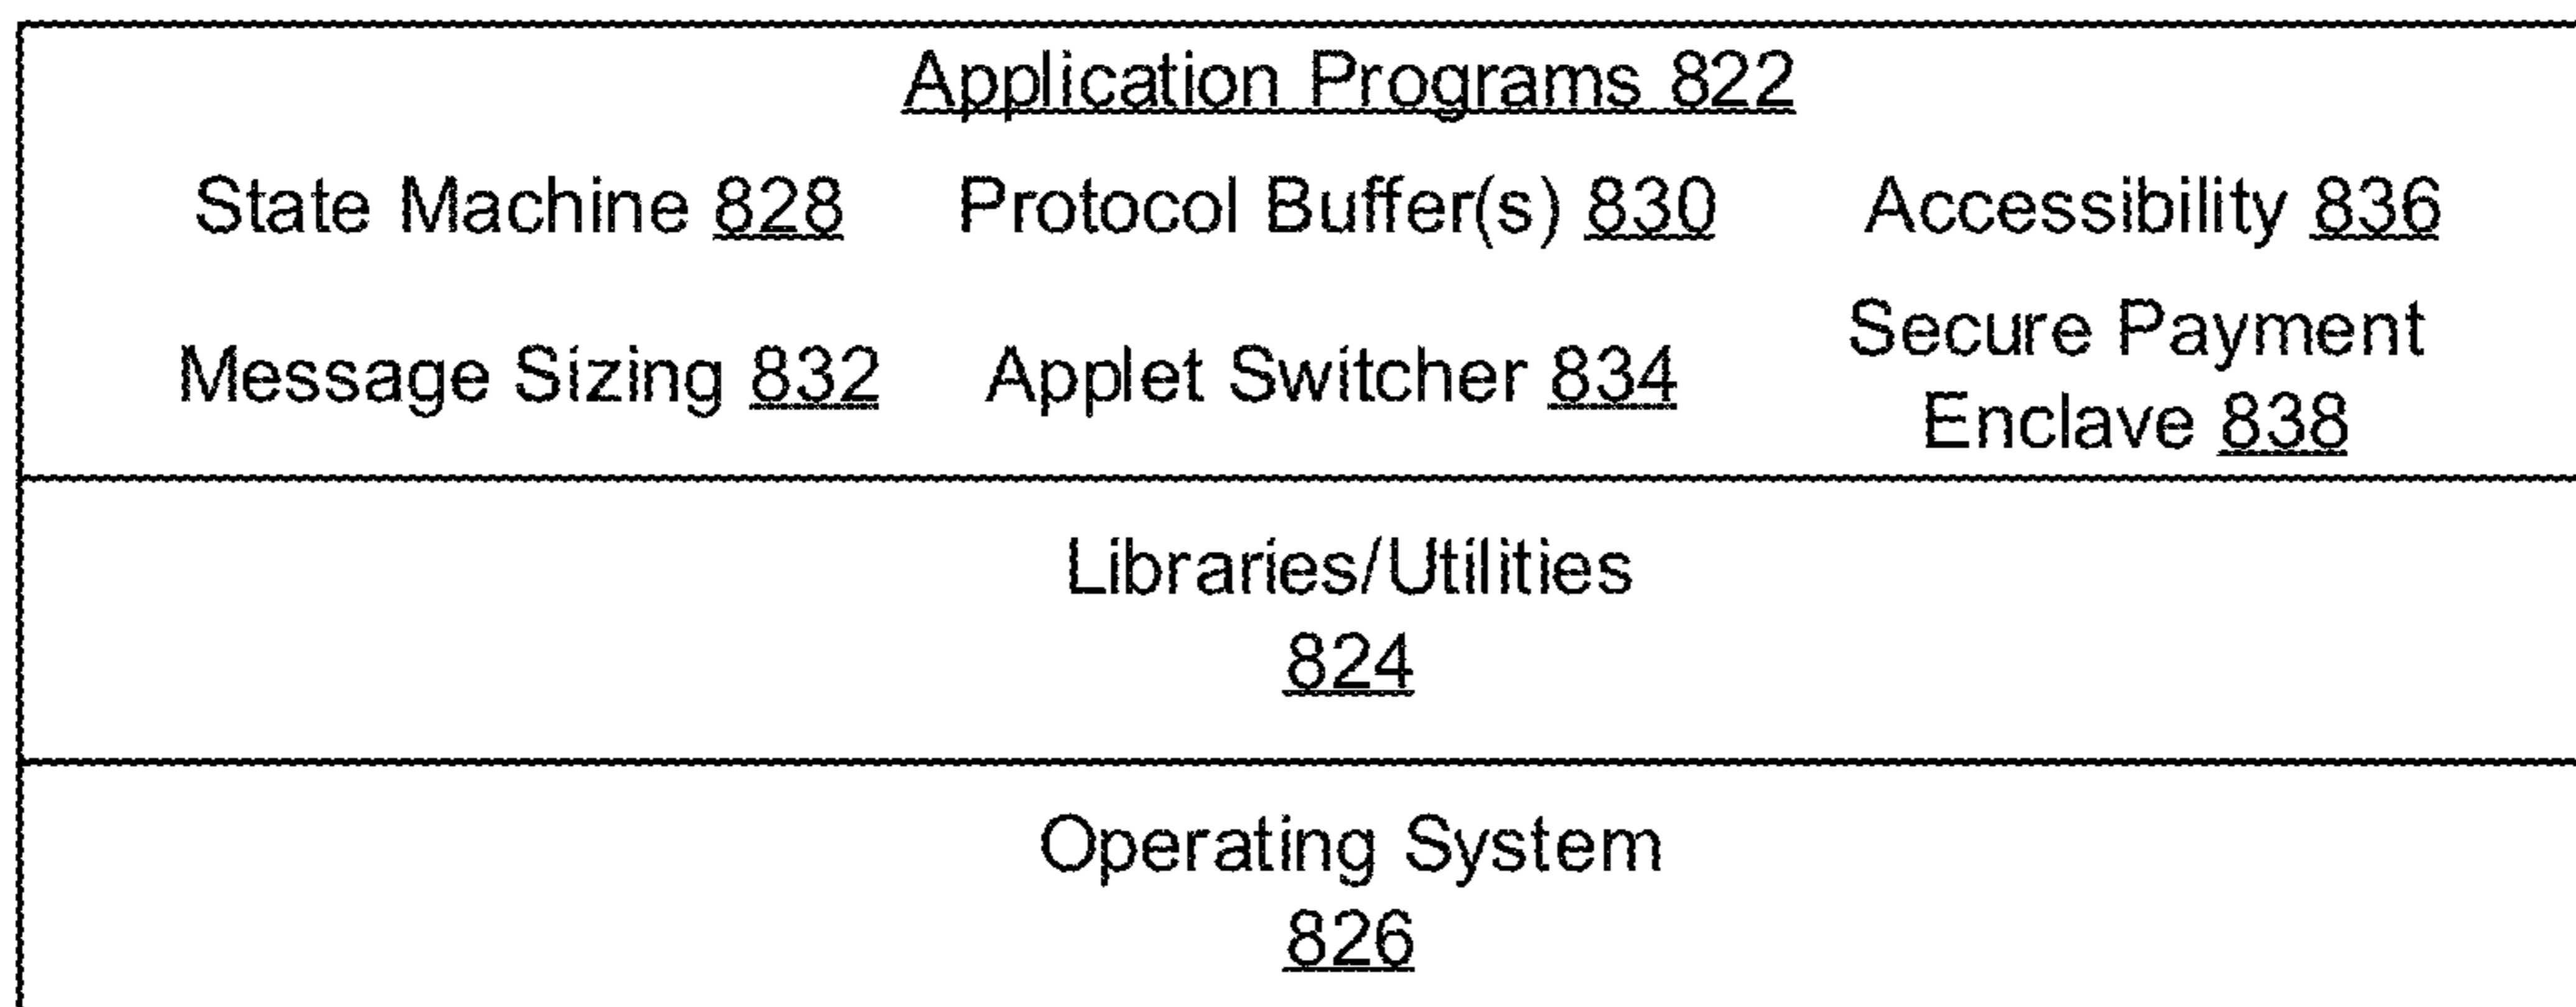 Application Programs 822
State Machine 828 Protocol Buffer(s) 830 Accessibility 836
Message Sizing 832 Applet Switcher 834 Secure Payment
Enclave 838
Libraries/Utilities
824
Operating System
826